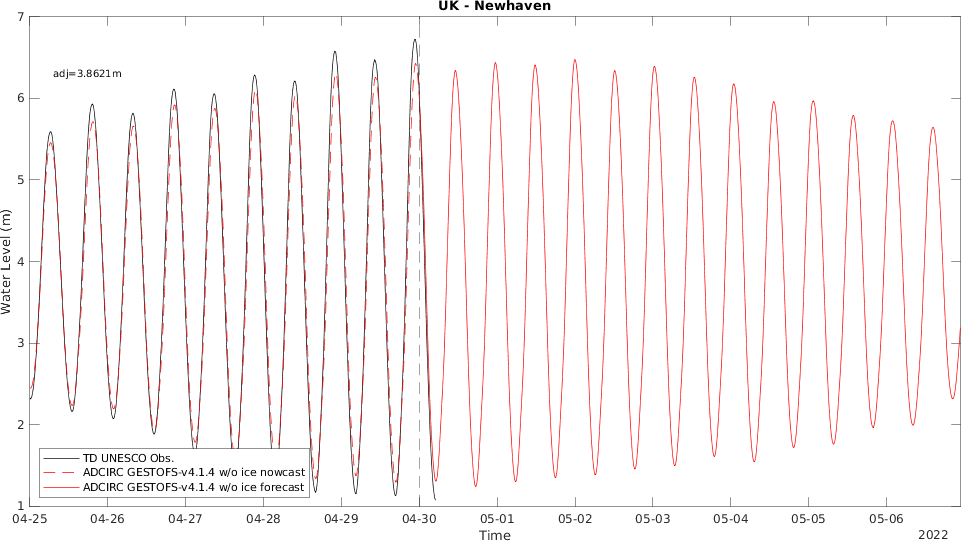 UK - Newhaven
7
adj=3.8621m
6
5
4
3
2
1
Water Level (m)
TD UNESCO Obs.
ADCIRC GESTOFS-v4.1.4 w/o ice nowcast
ADCIRC GESTOFS-v4.1.4 w/o ice forecast
04-25 04-26 04-27 04-28 04-29 04-30 05-01 05-02 05-03 05-04 05-05 05-06
Time
2022